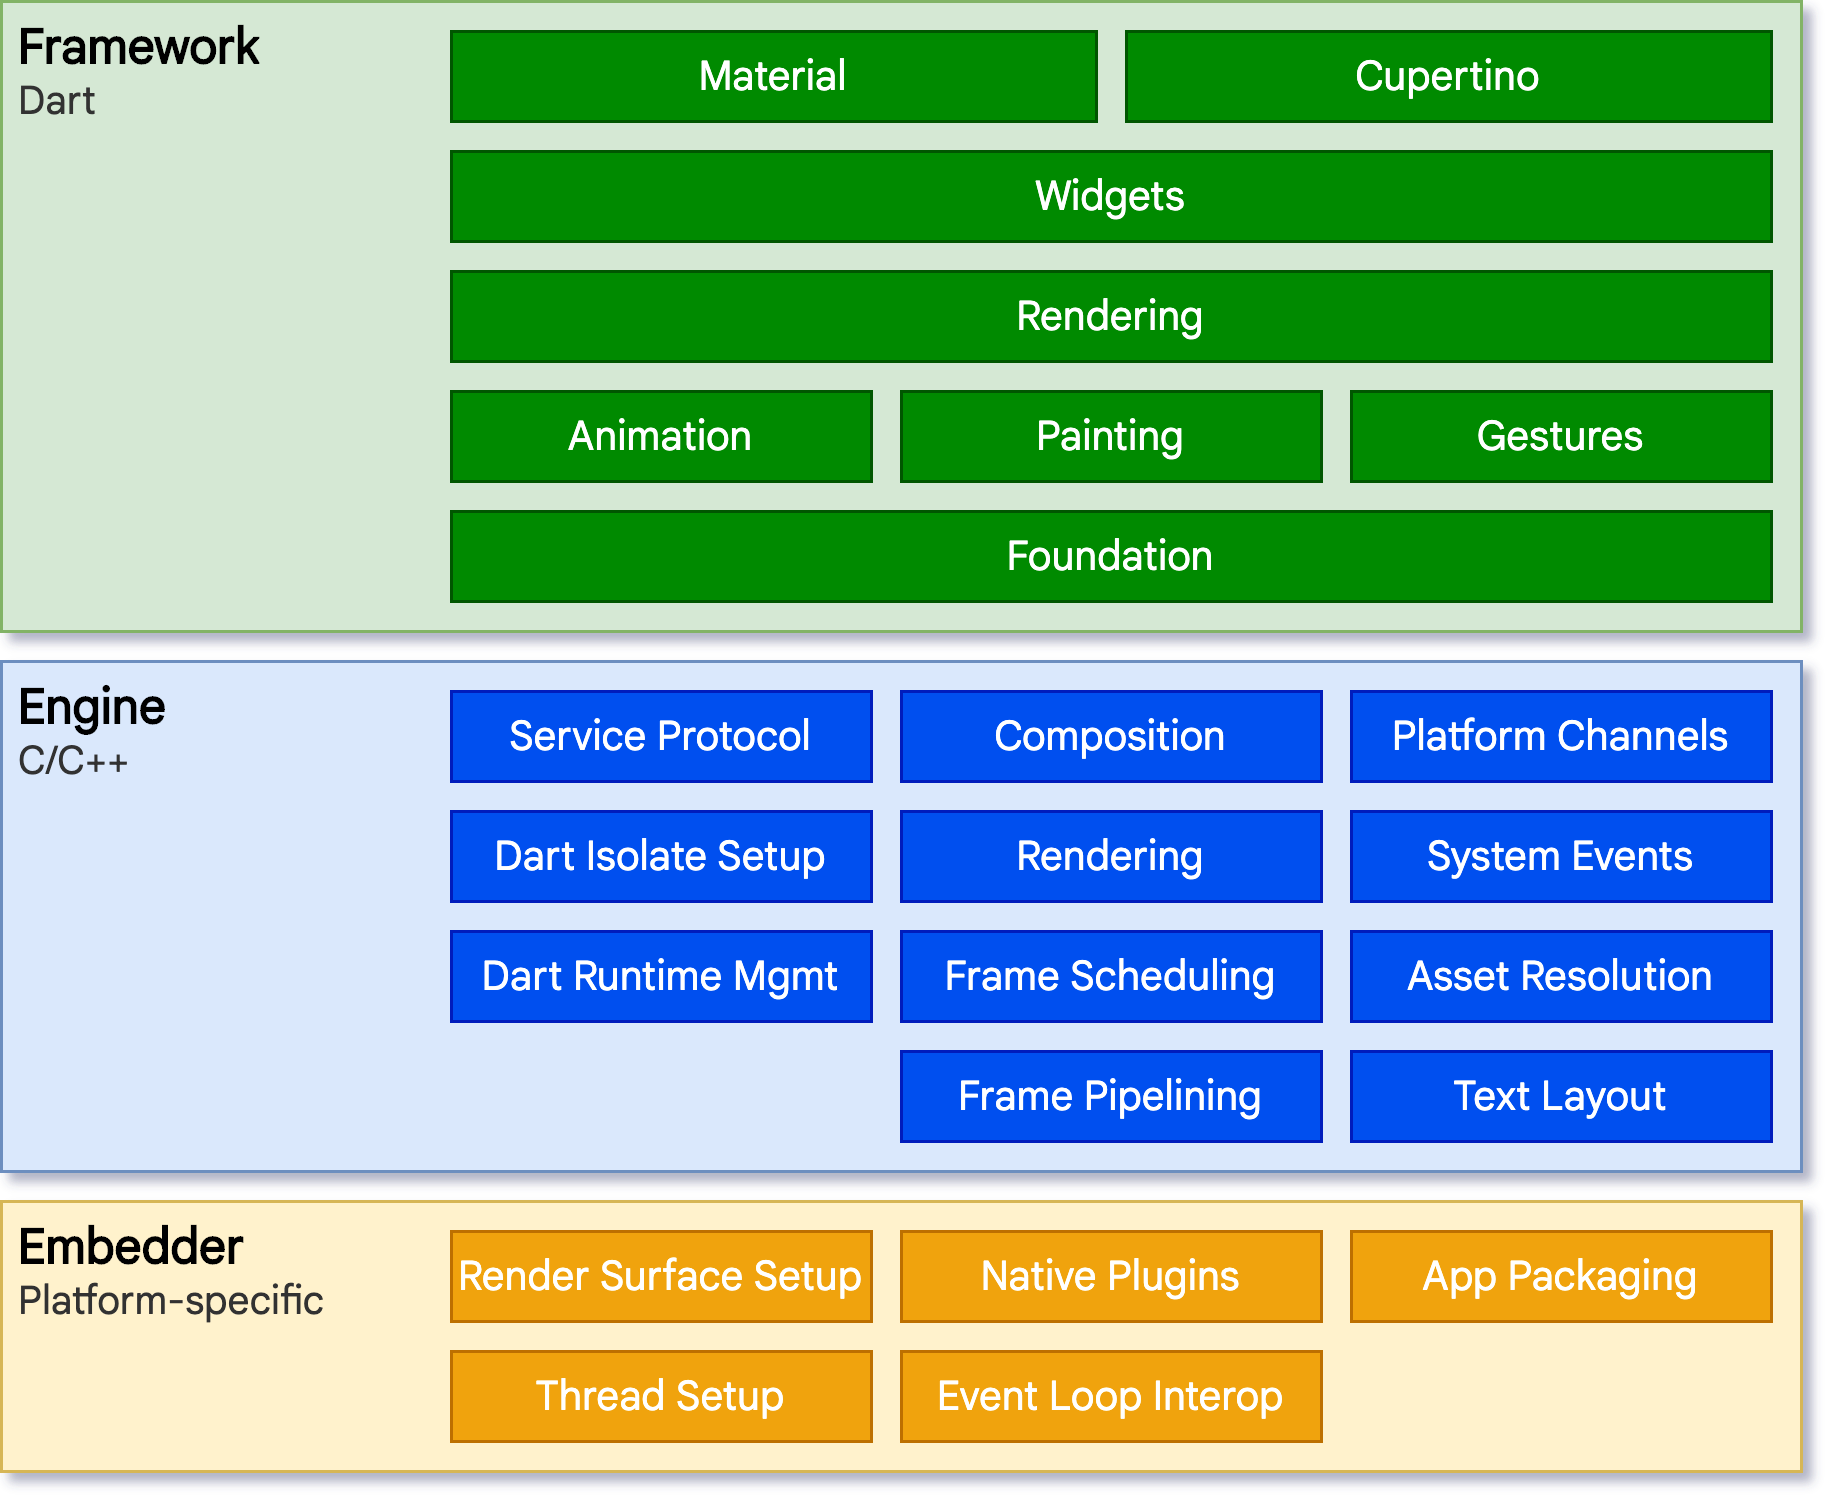 Framework
Dart
Material
Cupertino
Widgets
Rendering
Animation
Painting
Gestures
Foundation
Engine
C/C++
Service Protocol
Composition
Platform Channels
Dart Isolate Setup
Rendering
System Events
Dart Runtime Mgmt
Frame Scheduling
Asset Resolution
Frame Pipelining
Text Layout
Embedder
Platform-specific
Render Surface Setup
Native Plugins
App Packaging
Thread Setup
Event Loop Interop